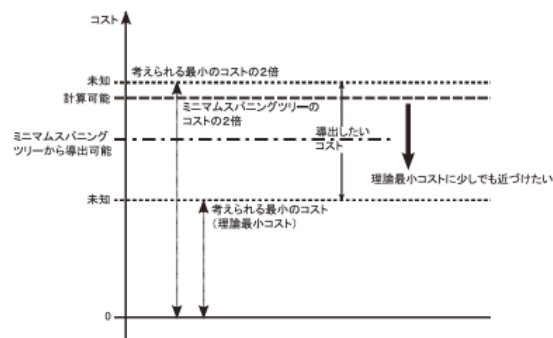 コスト
考えられる最小のコストの2倍
未知
計算可能
ミニマムスパニングツリーの
コストの2倍
導出したい
コスト
ミニマムスパニング
ツリーから導出可能
理論最小コストに少しでも近づけたい
未知
考えられる最小のコスト
(理論最小コスト)
0